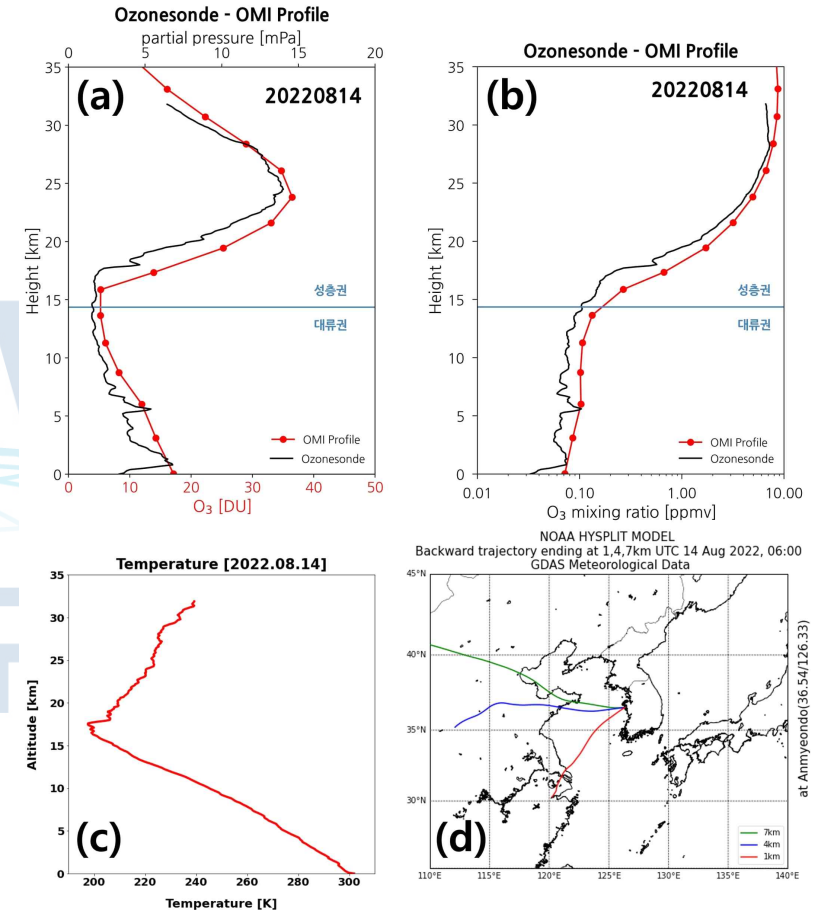 Ozonesonde - OMI Profile
partial pressure [mPa]
0 5 10 15 20
35
30
25
20
15
10
5
0
Height [km]
(a)
20220814
성층권
대류권
OMI Profile
Ozonesonde
0 10 20 30 40 50
O₃ [DU]
Ozonesonde - OMI Profile
35
30
25
20
15
10
5
0
Height [km]
(b)
20220814
성층권
대류권
OMI Profile
Ozonesonde
0.01 0.10 1.00 10.00
O₃ mixing ratio [ppmv]
Temperature [2022.08.14]
35
30
25
20
15
10
5
0
Altitude [km]
(c)
200 220 240 260 280 300
Temperature [K]
NOAA HYSPLIT MODEL
Backward trajectory ending at 1,4,7km UTC 14 Aug 2022, 06:00
GDAS Meteorological Data
45°N
40°N
35°N
30°N
(d)
7km
4km
1km
110°E 115°E 120°E 125°E 130°E 135°E 140°E
at Anmyeondo(36.54/126.33)